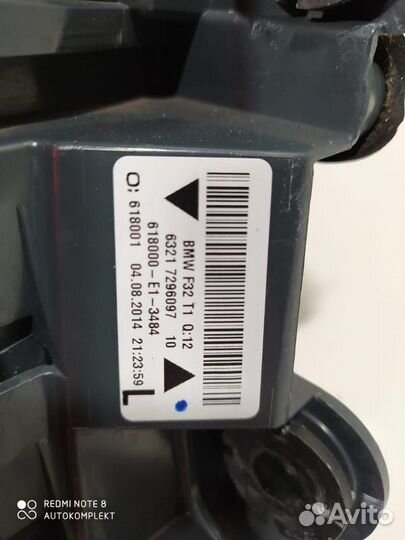 BMW F32 T1 Q:12
6321 7296097 10
618000-E1-3484
O: 618001 04.08.2014 21:23:59
L
REDMI NOTE 8
AUTOKOMPLEKT
Avito